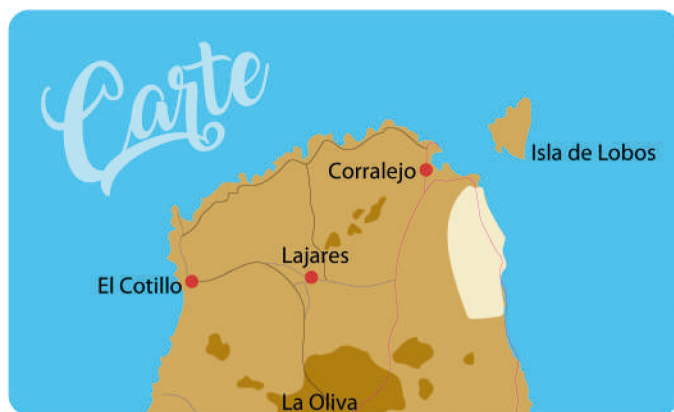 Carte
Isla de Lobos
Corralejo
Lajares
El Cotillo
La Oliva